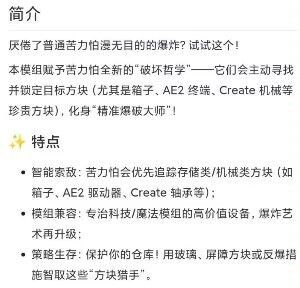 简介
厌倦了普通苦力怕漫无目的的爆炸？试试这个！
本模组赋予苦力怕全新的“破坏哲学”——它们会主动寻找
并锁定目标方块（尤其是箱子、AE2 终端、Create 机械等
珍贵方块），化身“精准爆破大师”！
✨ 特点
• 智能索敌：苦力怕会优先追踪存储类/机械类方块（如
箱子、AE2 驱动器、Create 轴承等）；
• 模组兼容：专治科技/魔法模组的高价值设备，爆炸艺
术再升级；
• 策略生存：保护你的仓库！用玻璃、屏障方块或反爆措
施智取这些“方块猎手”。